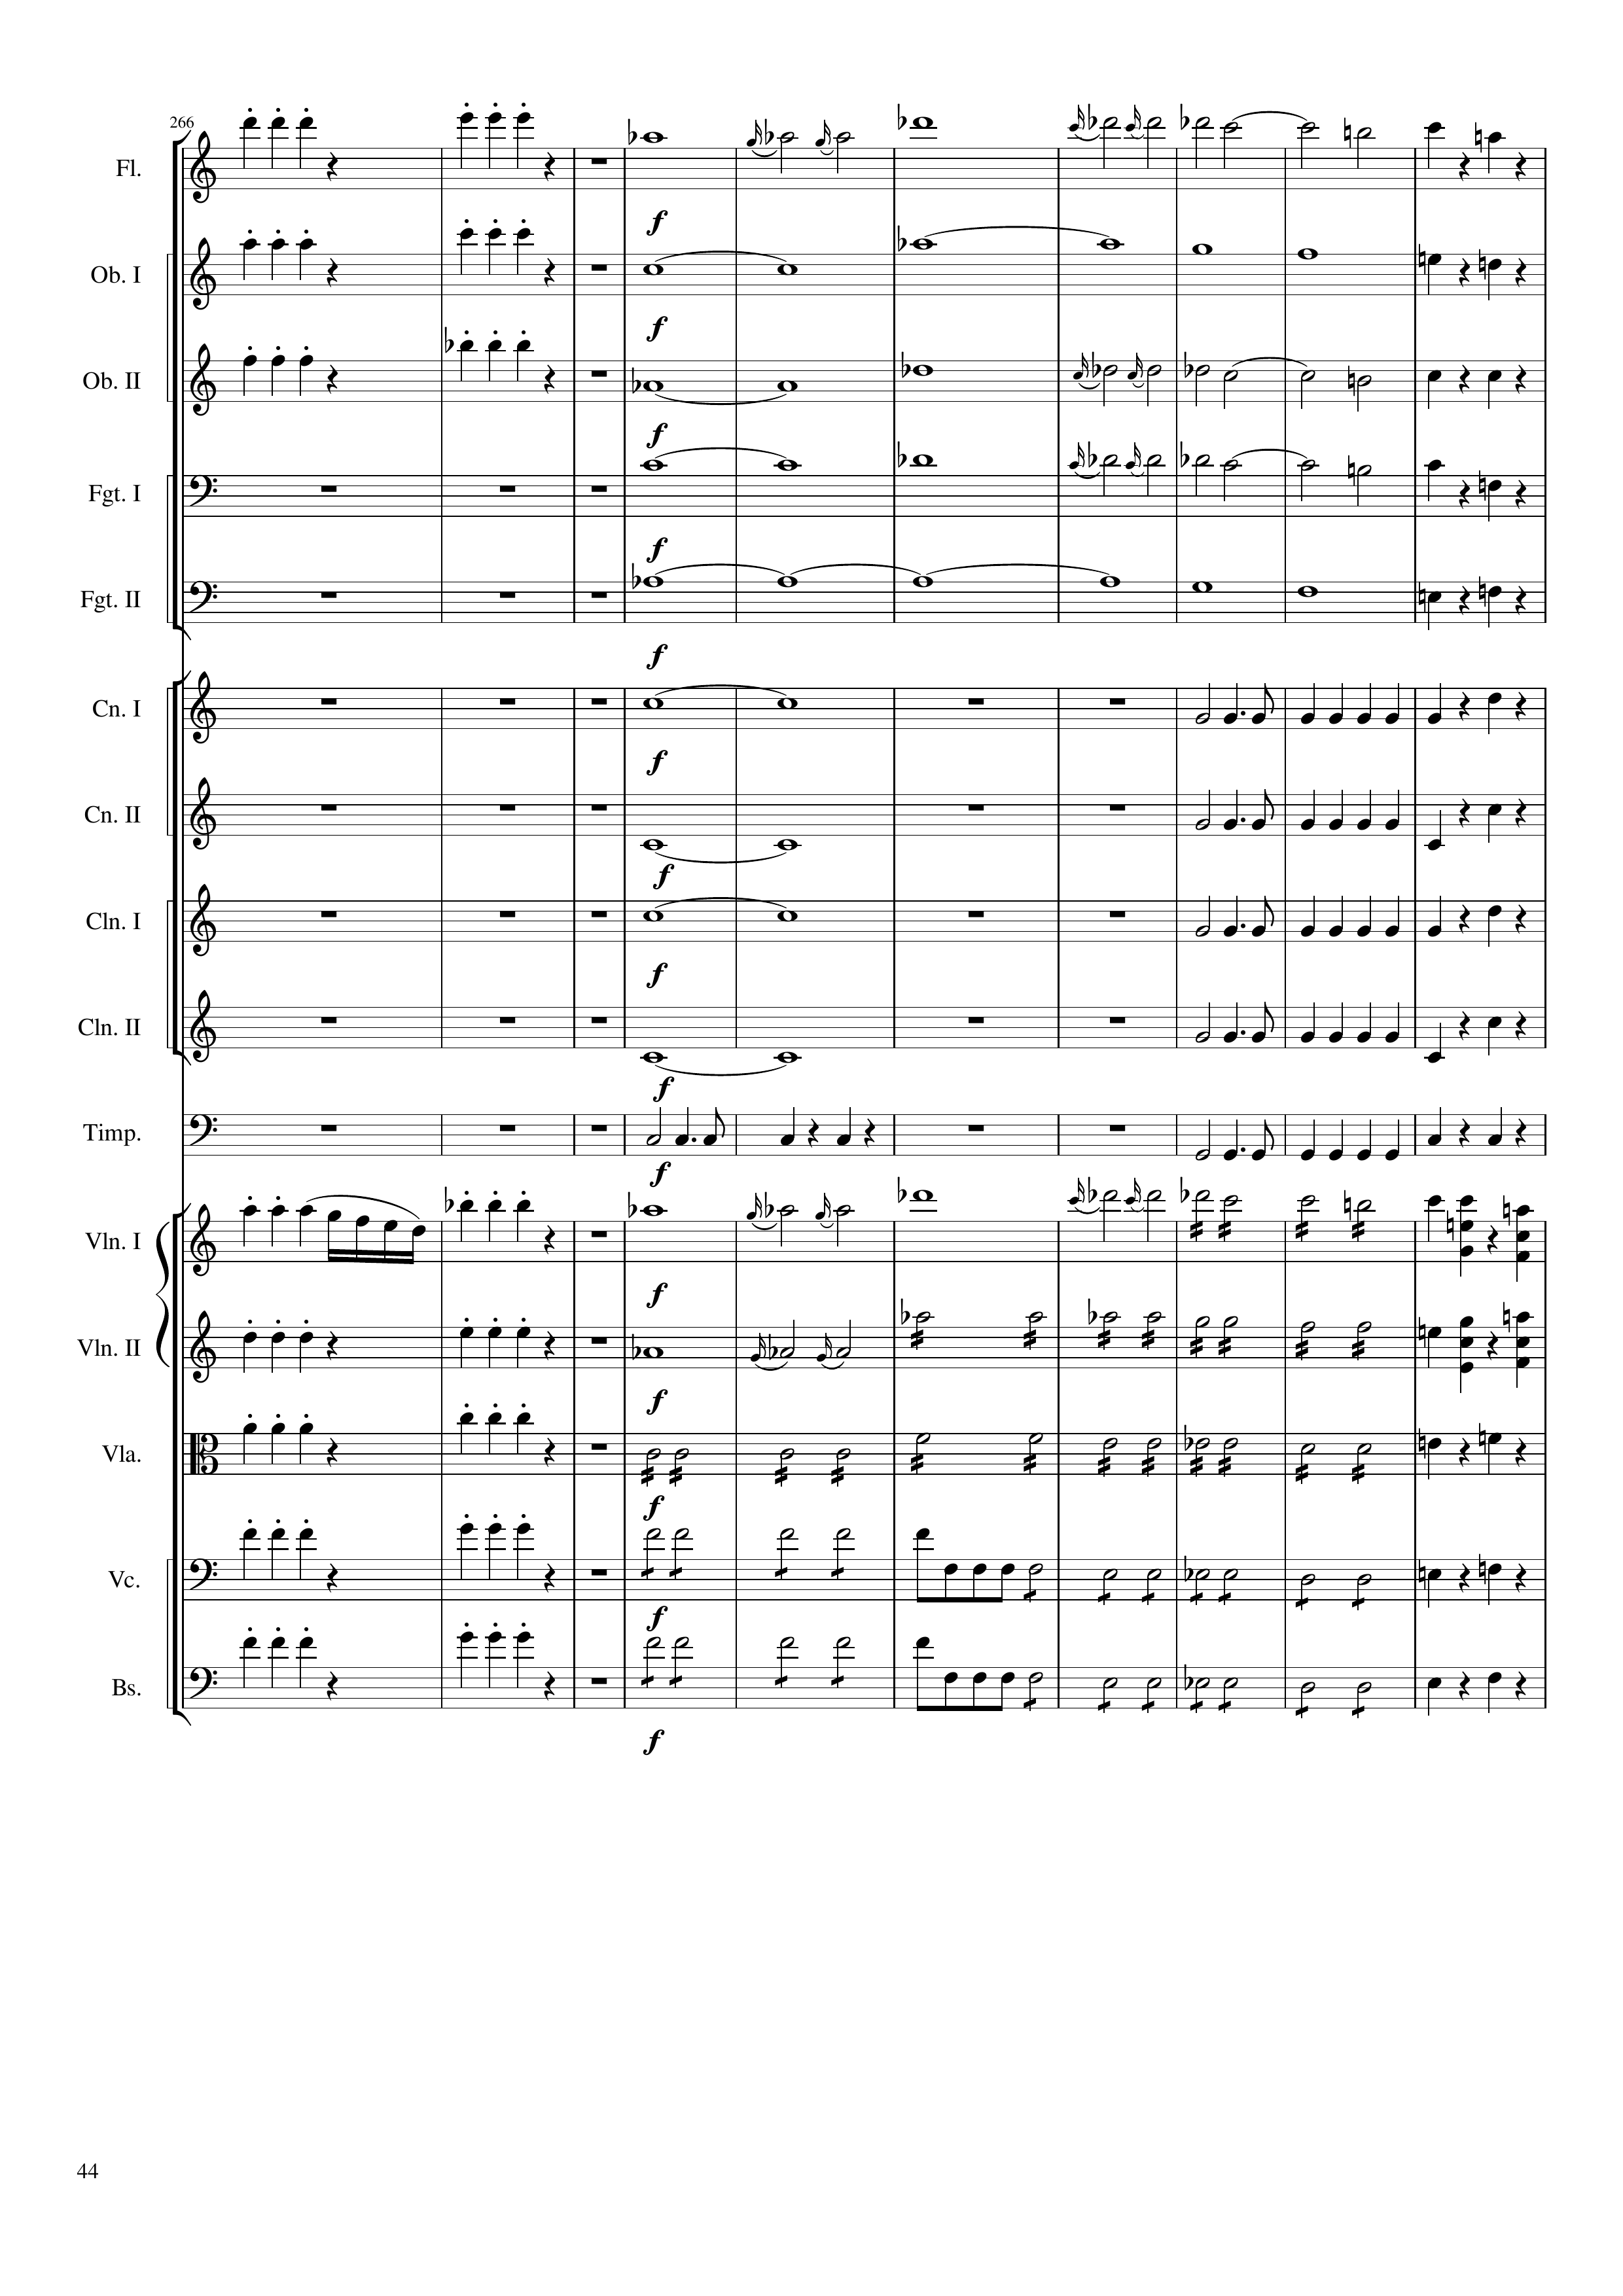 266
Fl.
f
Ob. I
f
Ob. II
f
Fgt. I
f
Fgt. II
f
Cn. I
f
Cn. II
f
Cln. I
f
Cln. II
f
Timp.
f
Vln. I
f
Vln. II
f
Vla.
f
Vc.
f
Bs.
f
44